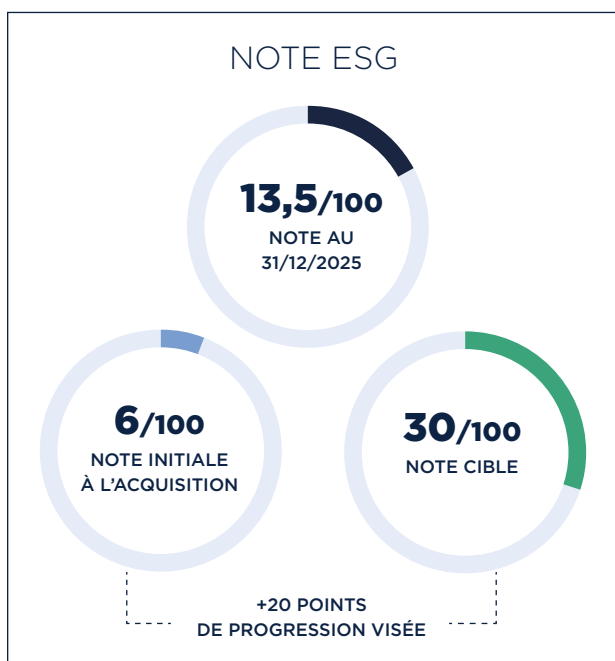 NOTE ESG
13,5/100
NOTE AU
31/12/2025
6/100
NOTE INITIALE
À L'ACQUISITION
30/100
NOTE CIBLE
+20 POINTS
DE PROGRESSION VISÉE